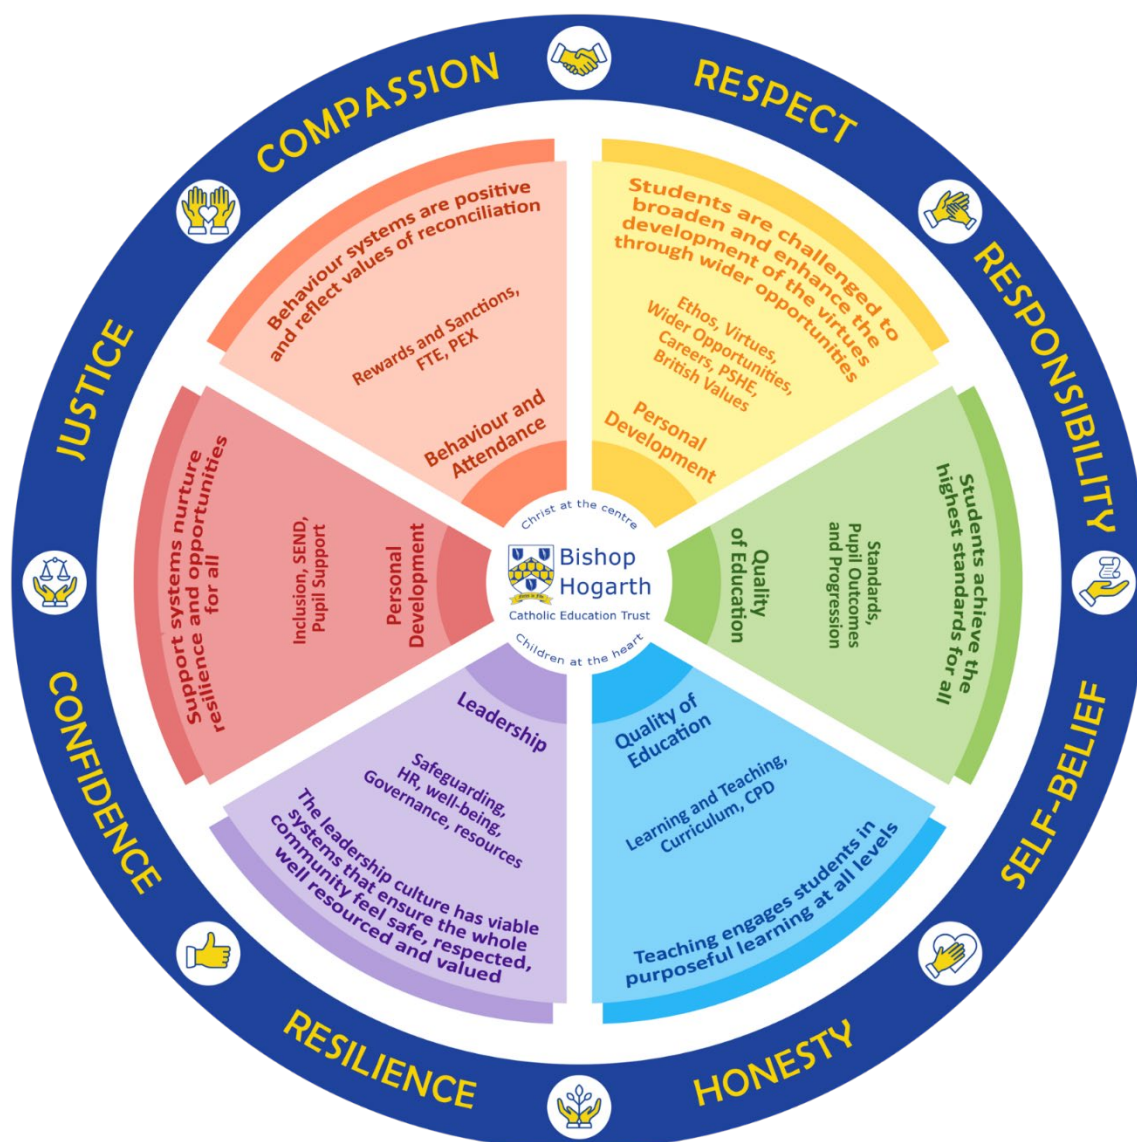 COMPASSION
RESPECT
RESPONSIBILITY
SELF-BELIEF
HONESTY
RESILIENCE
CONFIDENCE
JUSTICE
Behaviour systems are positive
and reflect values of reconciliation
Rewards and Sanctions,
FTE, PEX
Behaviour and
Attendance
Students are challenged to
broaden and enhance the
development of the virtues
through wider opportunities
Ethos, Virtues,
Wider Opportunities,
Careers, PSHE,
British Values
Personal
Development
Students achieve the
highest standards for all
Standards,
Pupil Outcomes
and Progression
Quality
of Education
Quality of
Education
Learning and Teaching,
Curriculum, CPD
Teaching engages students in
purposeful learning at all levels
Leadership
Safeguarding,
HR, well-being,
Governance, resources
The leadership culture has viable
systems that ensure the whole
community feel safe, respected,
well resourced and valued
Support systems nurture
resilience and opportunities
for all
Inclusion, SEND,
Pupil Support
Personal
Development
Christ at the centre
Bishop
Hogarth
Catholic Education Trust
Children at the heart